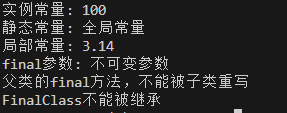 实例常量: 100
静态常量: 全局常量
局部常量: 3.14
final参数: 不可变参数
父类的final方法，不能被子类重写
FinalClass不能被继承